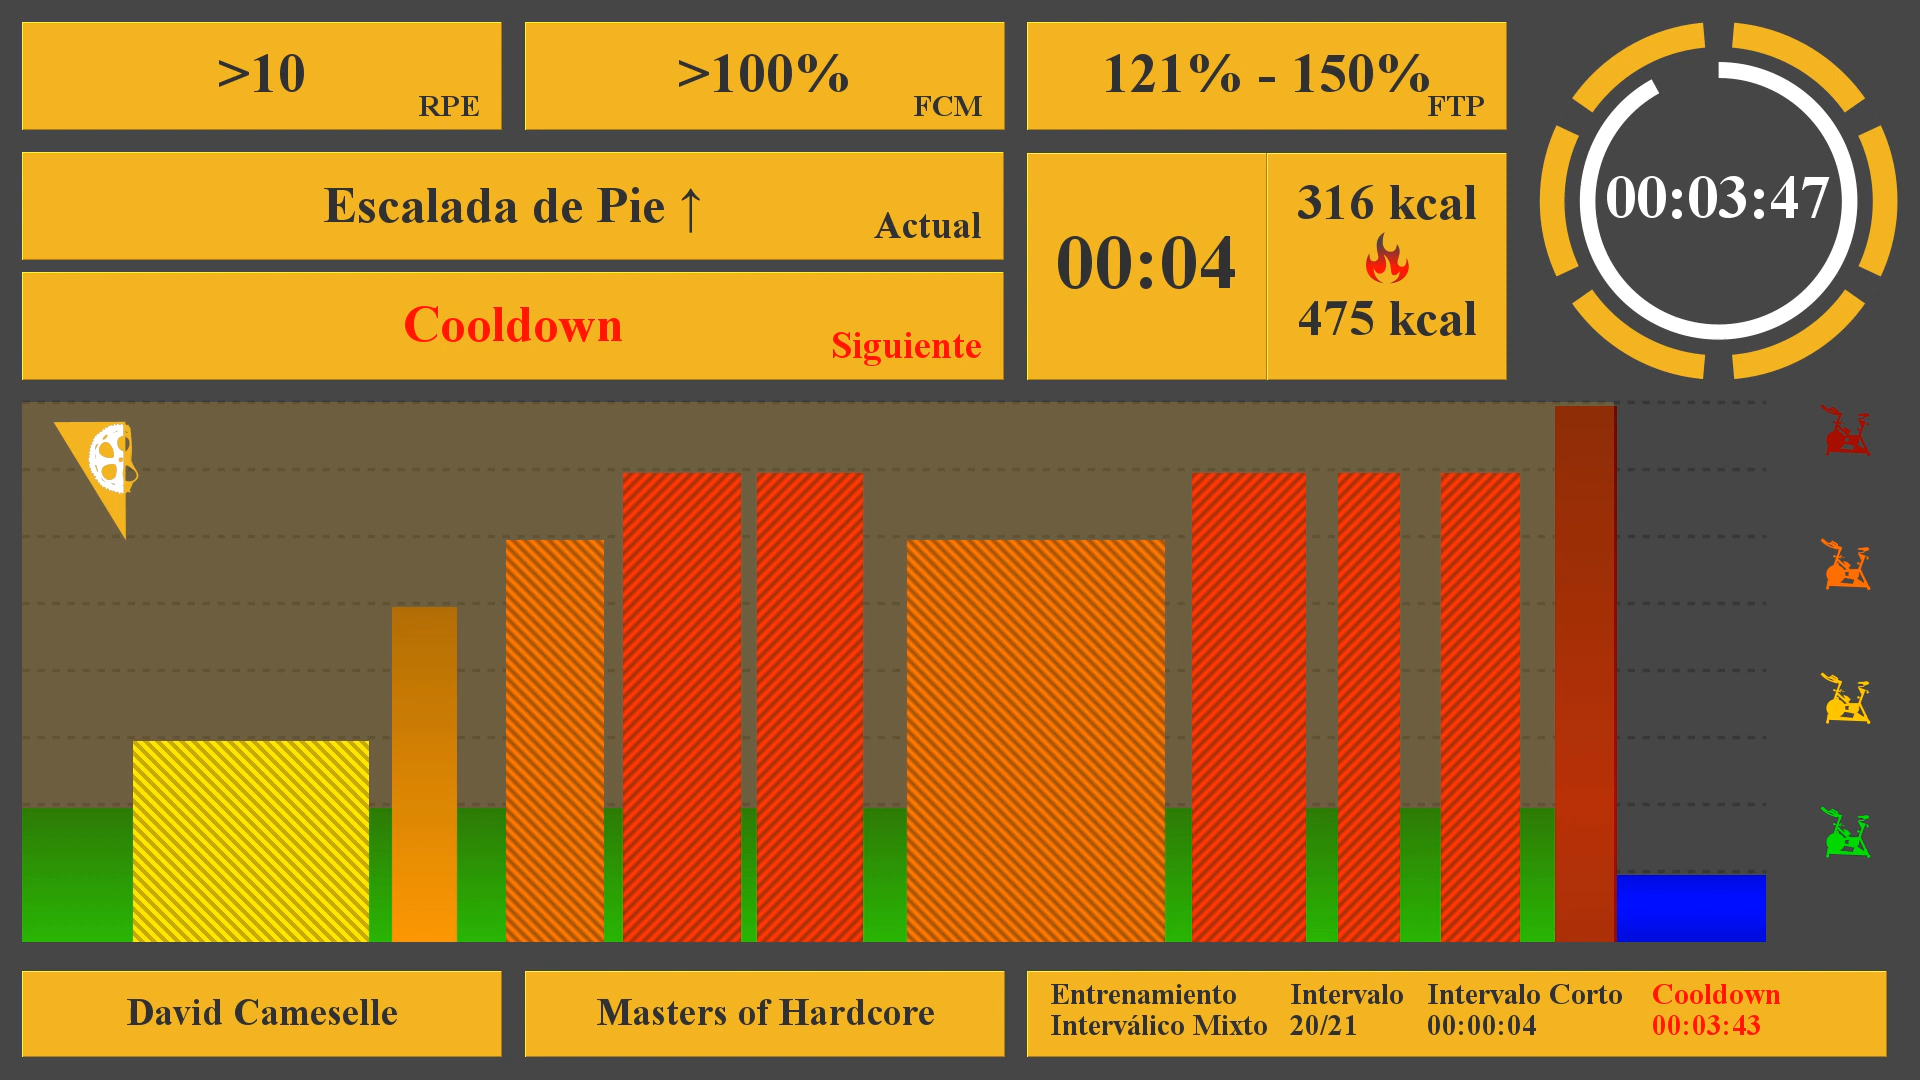 >10
RPE
>100%
FCM
121% - 150%
FTP
00:03:47
Escalada de Pie ↑
Actual
Cooldown
Siguiente
00:04
316 kcal
475 kcal
David Cameselle
Masters of Hardcore
Entrenamiento
Interválico Mixto
Intervalo
20/21
Intervalo Corto
00:00:04
Cooldown
00:03:43